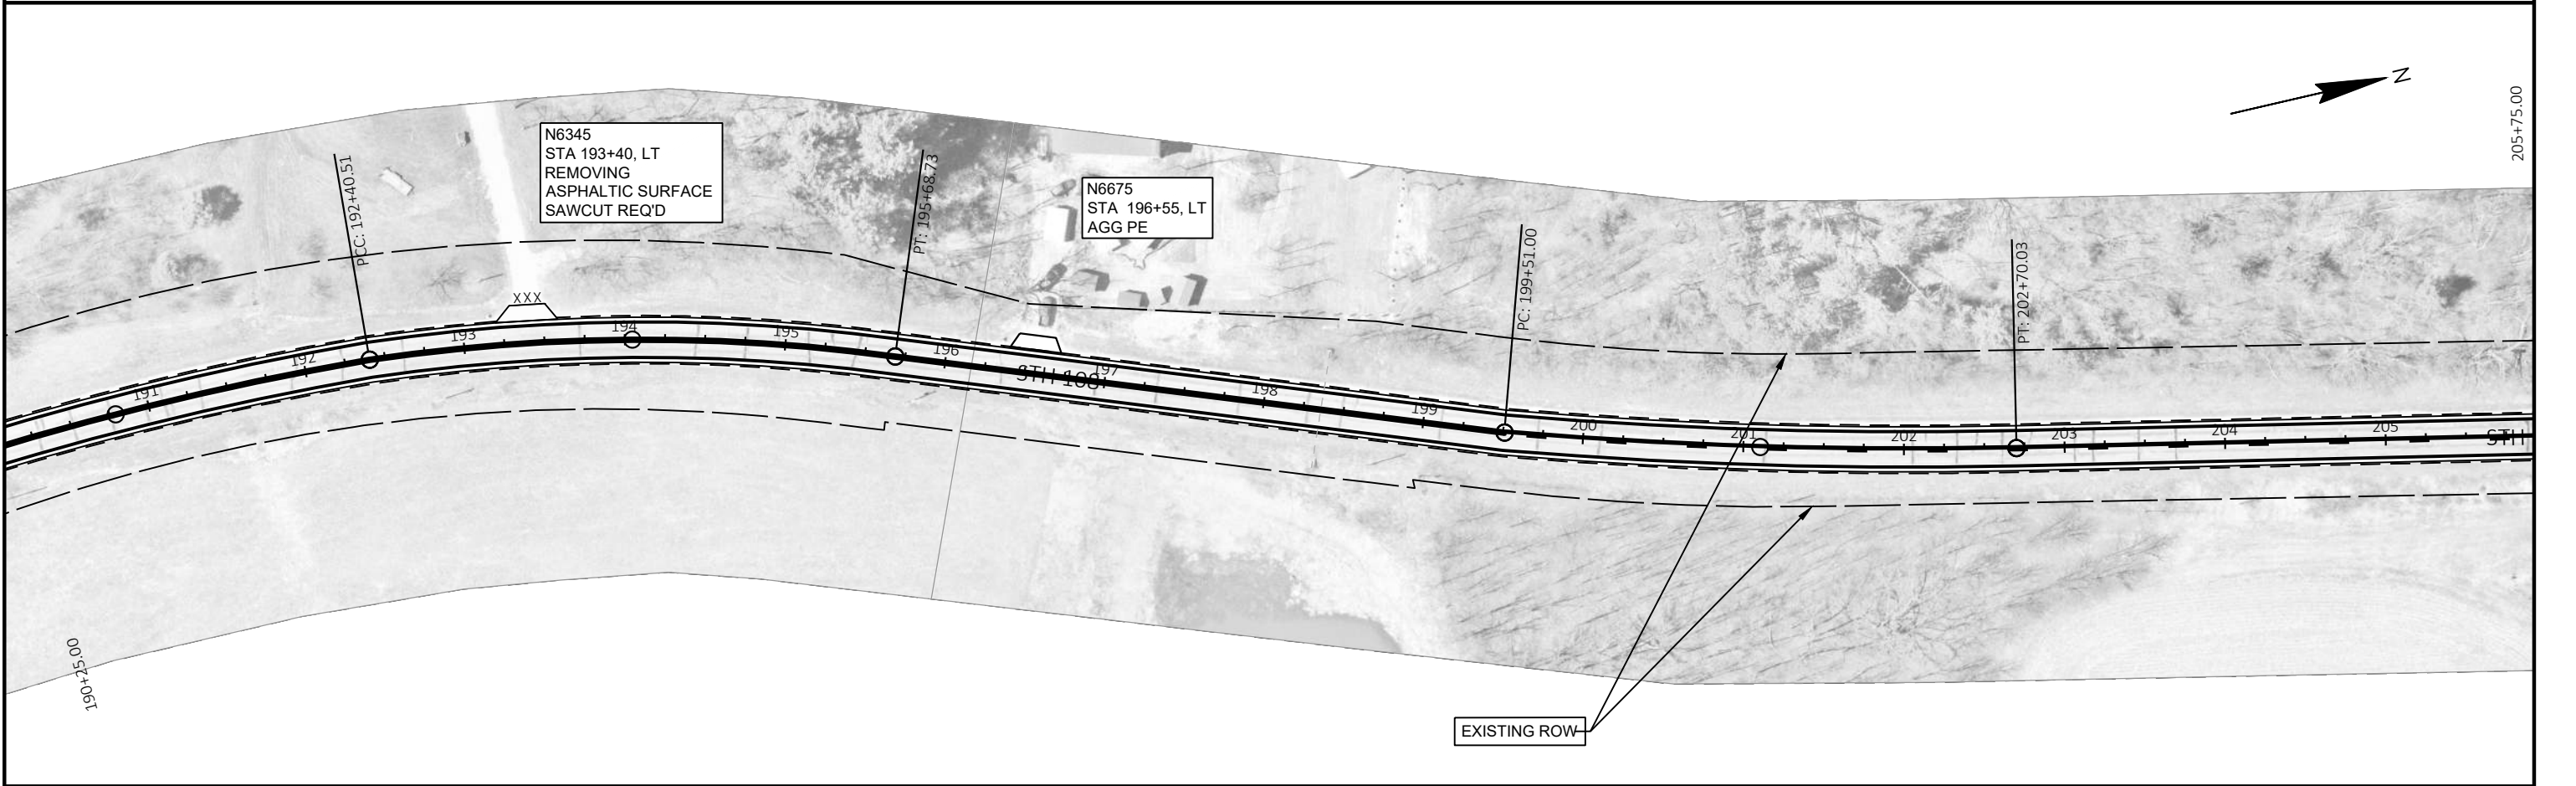 N
205+75.00
N6345
STA 193+40, LT
REMOVING
ASPHALTIC SURFACE
SAWCUT REQ'D
PCC: 192+40.51
PT: 195+68.73
N6675
STA 196+55, LT
AGG PE
PC: 199+51.00
PT: 202+70.03
XXX
191
192
193
194
195
196
197
198
199
200
201
202
203
204
205
STH 108
STH
190+25.00
EXISTING ROW